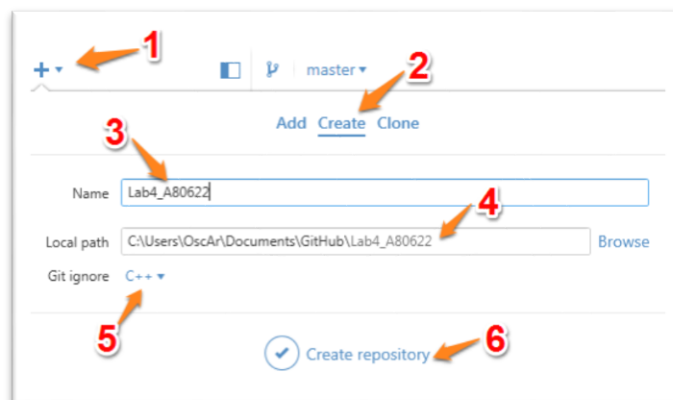 1
master
2
Add Create Clone
3
Name Lab4_A80622
4
Local path C:\Users\OscAr\Documents\GitHub\Lab4_A80622 Browse
Git ignore C++
5
Create repository 6